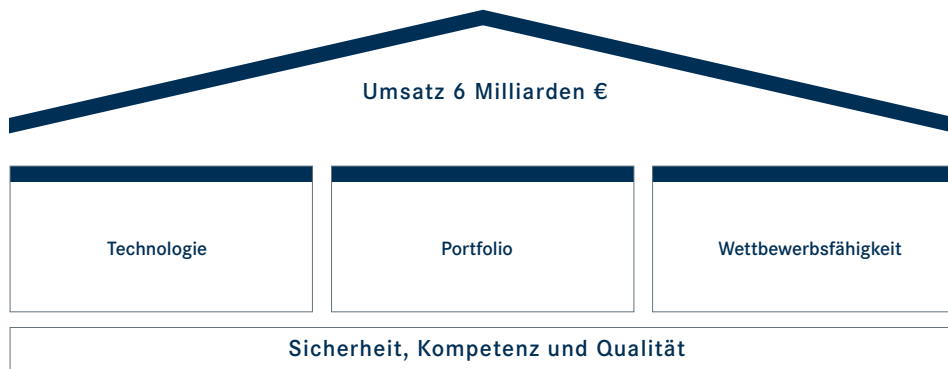 Umsatz 6 Milliarden €
Technologie
Portfolio
Wettbewerbsfähigkeit
Sicherheit, Kompetenz und Qualität